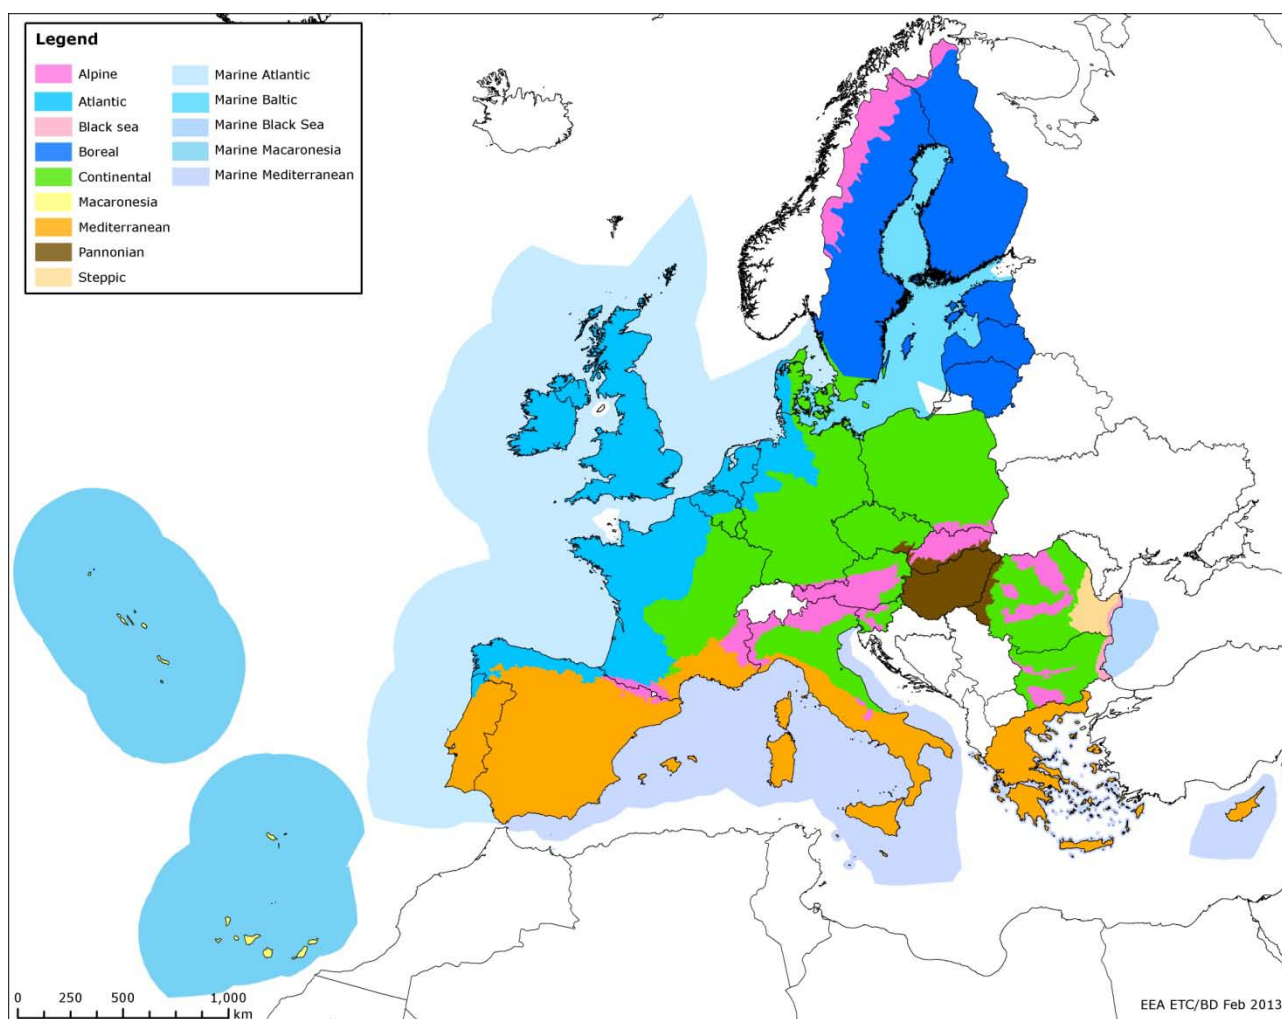 Legend
Alpine
Atlantic
Black sea
Boreal
Continental
Macaronesia
Mediterranean
Pannonian
Steppic
Marine Atlantic
Marine Baltic
Marine Black Sea
Marine Macaronesia
Marine Mediterranean
0 250 500 1,000
km
EEA ETC/BD Feb 2013